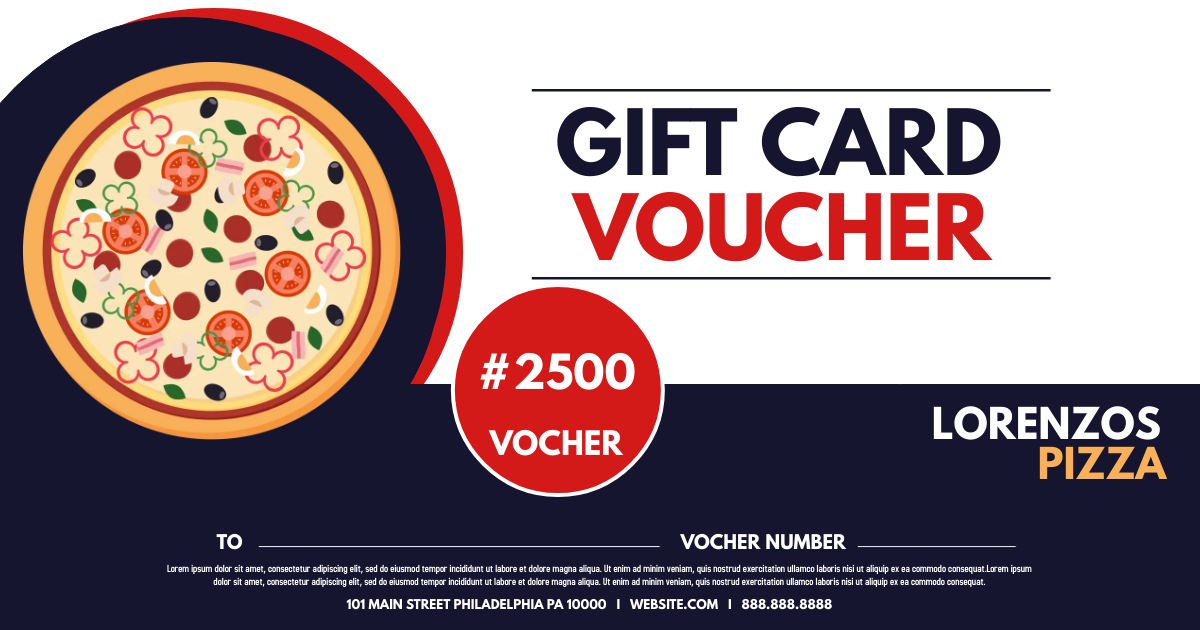 GIFT CARD
VOUCHER
#2500
VOCHER
LORENZOS
PIZZA
TO
VOCHER NUMBER
Lorem ipsum dolor sit amet, consectetur adipiscing elit, sed do eiusmod tempor incididunt ut labore et dolore magna aliqua. Ut enim ad minim veniam, quis nostrud exercitation ullamco laboris nisi ut aliquip ex ea commodo consequat.Lorem ipsum
dolor sit amet, consectetur adipiscing elit, sed do eiusmod tempor incididunt ut labore et dolore magna aliqua. Ut enim ad minim veniam, quis nostrud exercitation ullamco laboris nisi ut aliquip ex ea commodo consequat.
101 MAIN STREET PHILADELPHIA PA 10000 | WEBSITE.COM | 888.888.8888